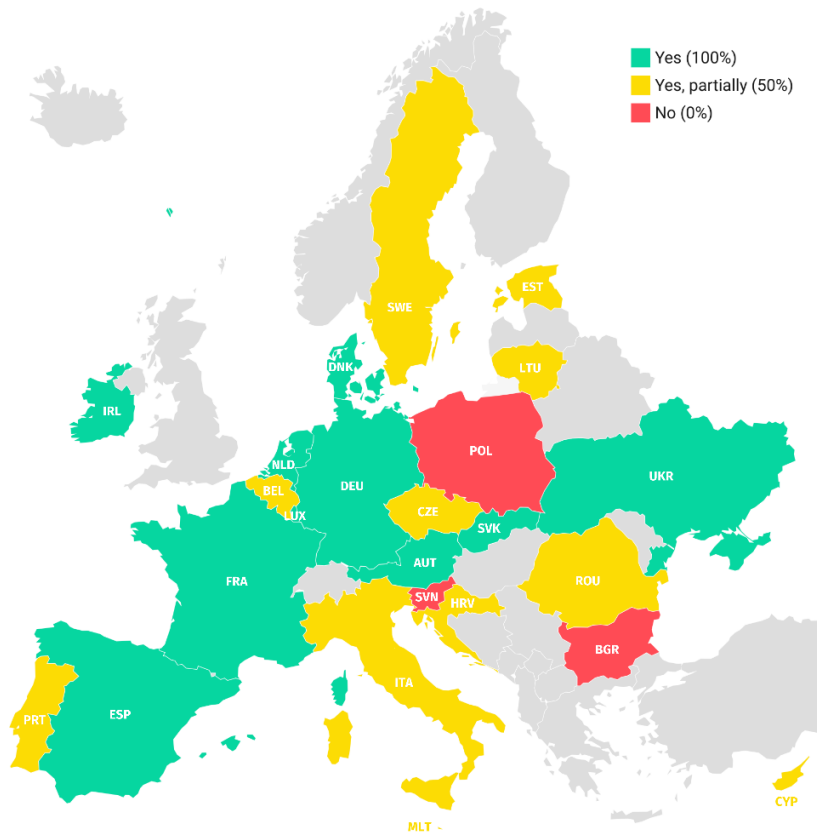 Yes (100%)
Yes, partially (50%)
No (0%)
SWE
EST
DNK
LTU
IRL
POL
NLD
UKR
DEU
BEL
CZE
LUX
SVK
AUT
FRA
ROU
SVN
HRV
BGR
ITA
ESP
PRT
CYP
MLT